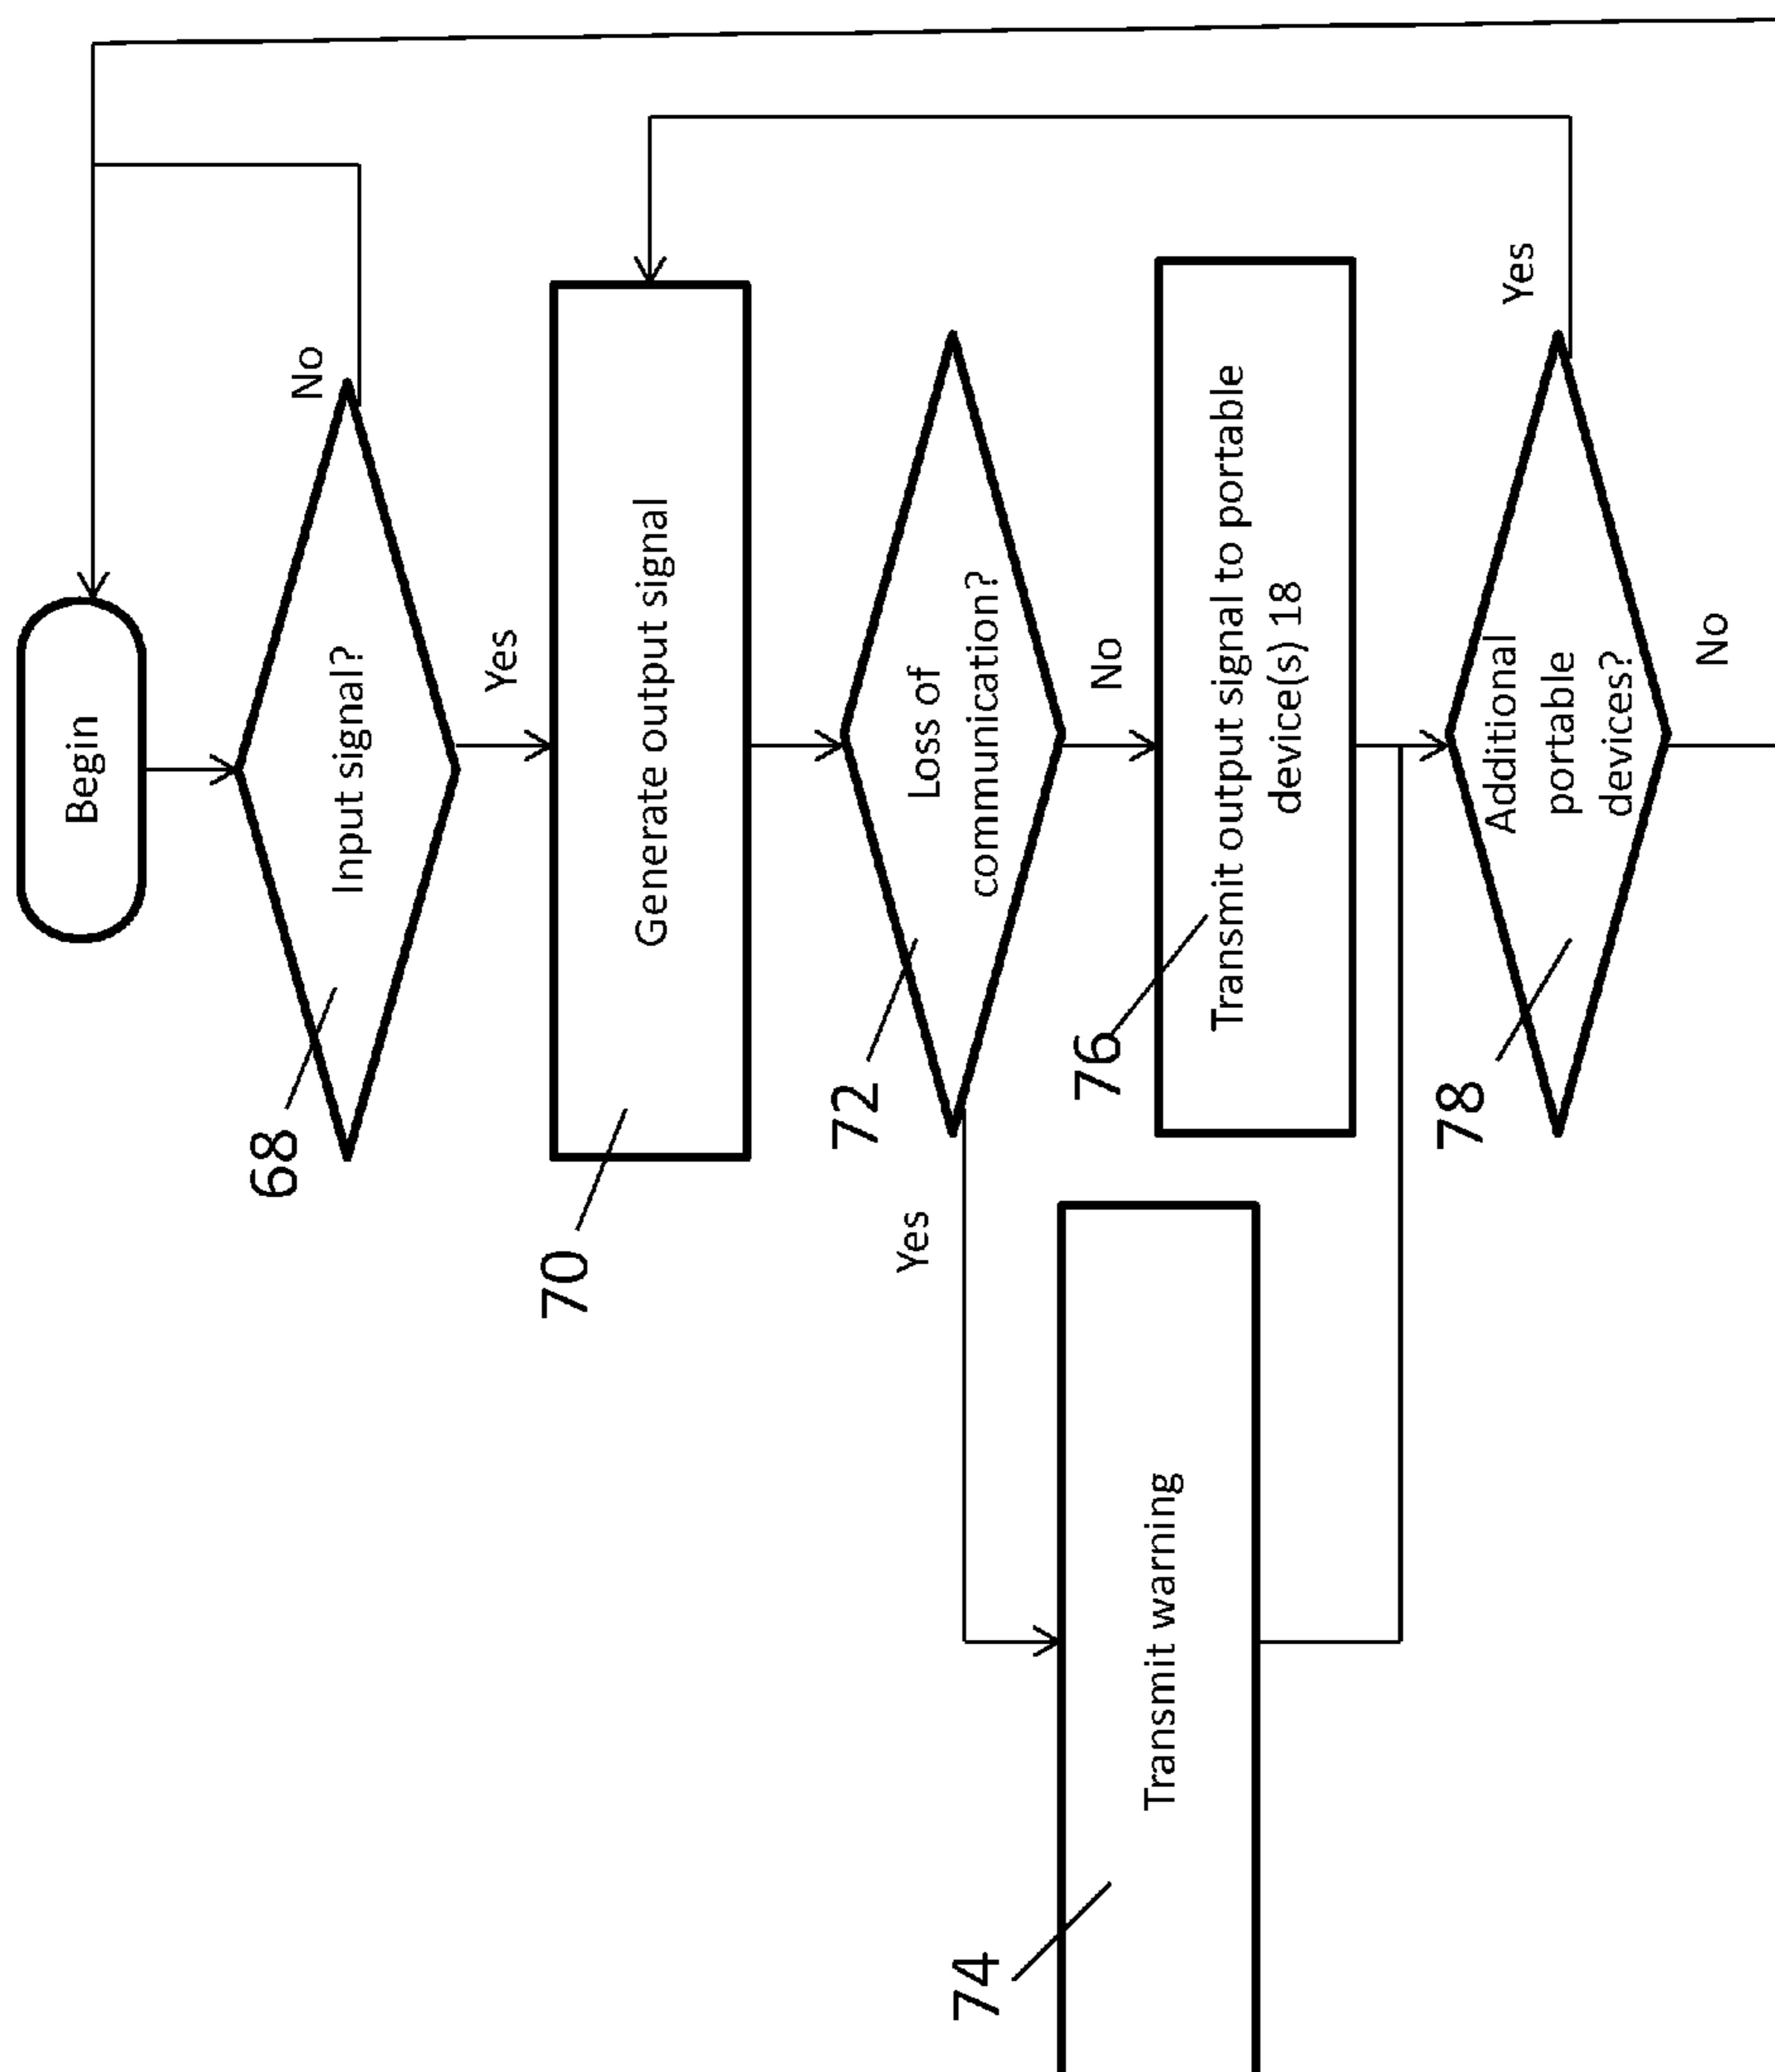 Begin
68
Input signal?
No
Yes
70
Generate output signal
72
Loss of
communication?
Yes
No
74
Transmit warning
76
Transmit output signal to portable
device(s) 18
78
Additional
portable
devices?
Yes
No